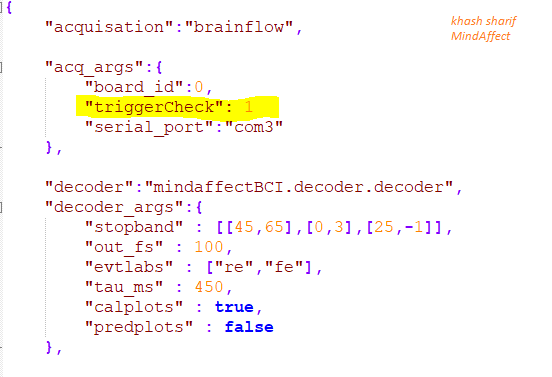 {
khash sharif
"acquisation":"brainflow",
MindAffect
"acq_args":{
"board_id":0,
"triggerCheck": 1
"serial_port":"com3"
},
"decoder":"mindaffectBCI.decoder.decoder",
"decoder_args":{
"stopband" : [[45,65],[0,3],[25,-1]],
"out_fs" : 100,
"evtlabs" : ["re","fe"],
"tau_ms" : 450,
"calplots" : true,
"predplots" : false
},